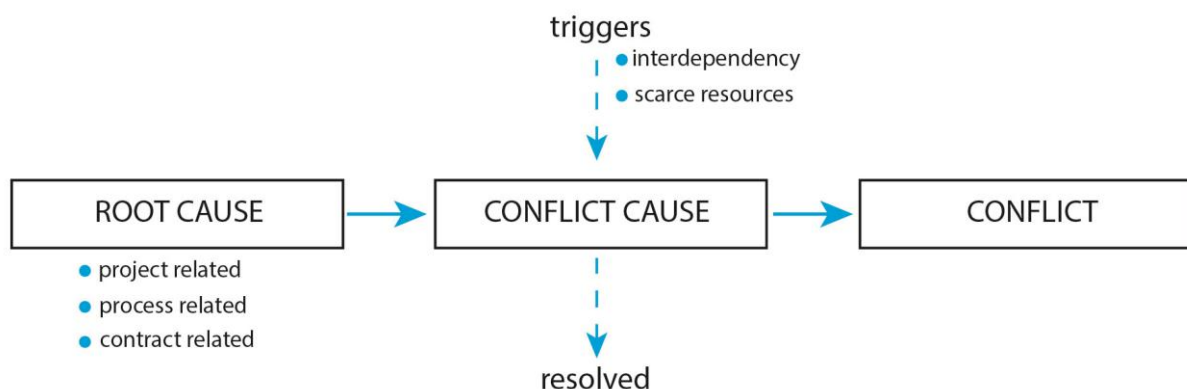 triggers
interdependency
scarce resources
ROOT CAUSE
CONFLICT CAUSE
CONFLICT
project related
process related
contract related
resolved